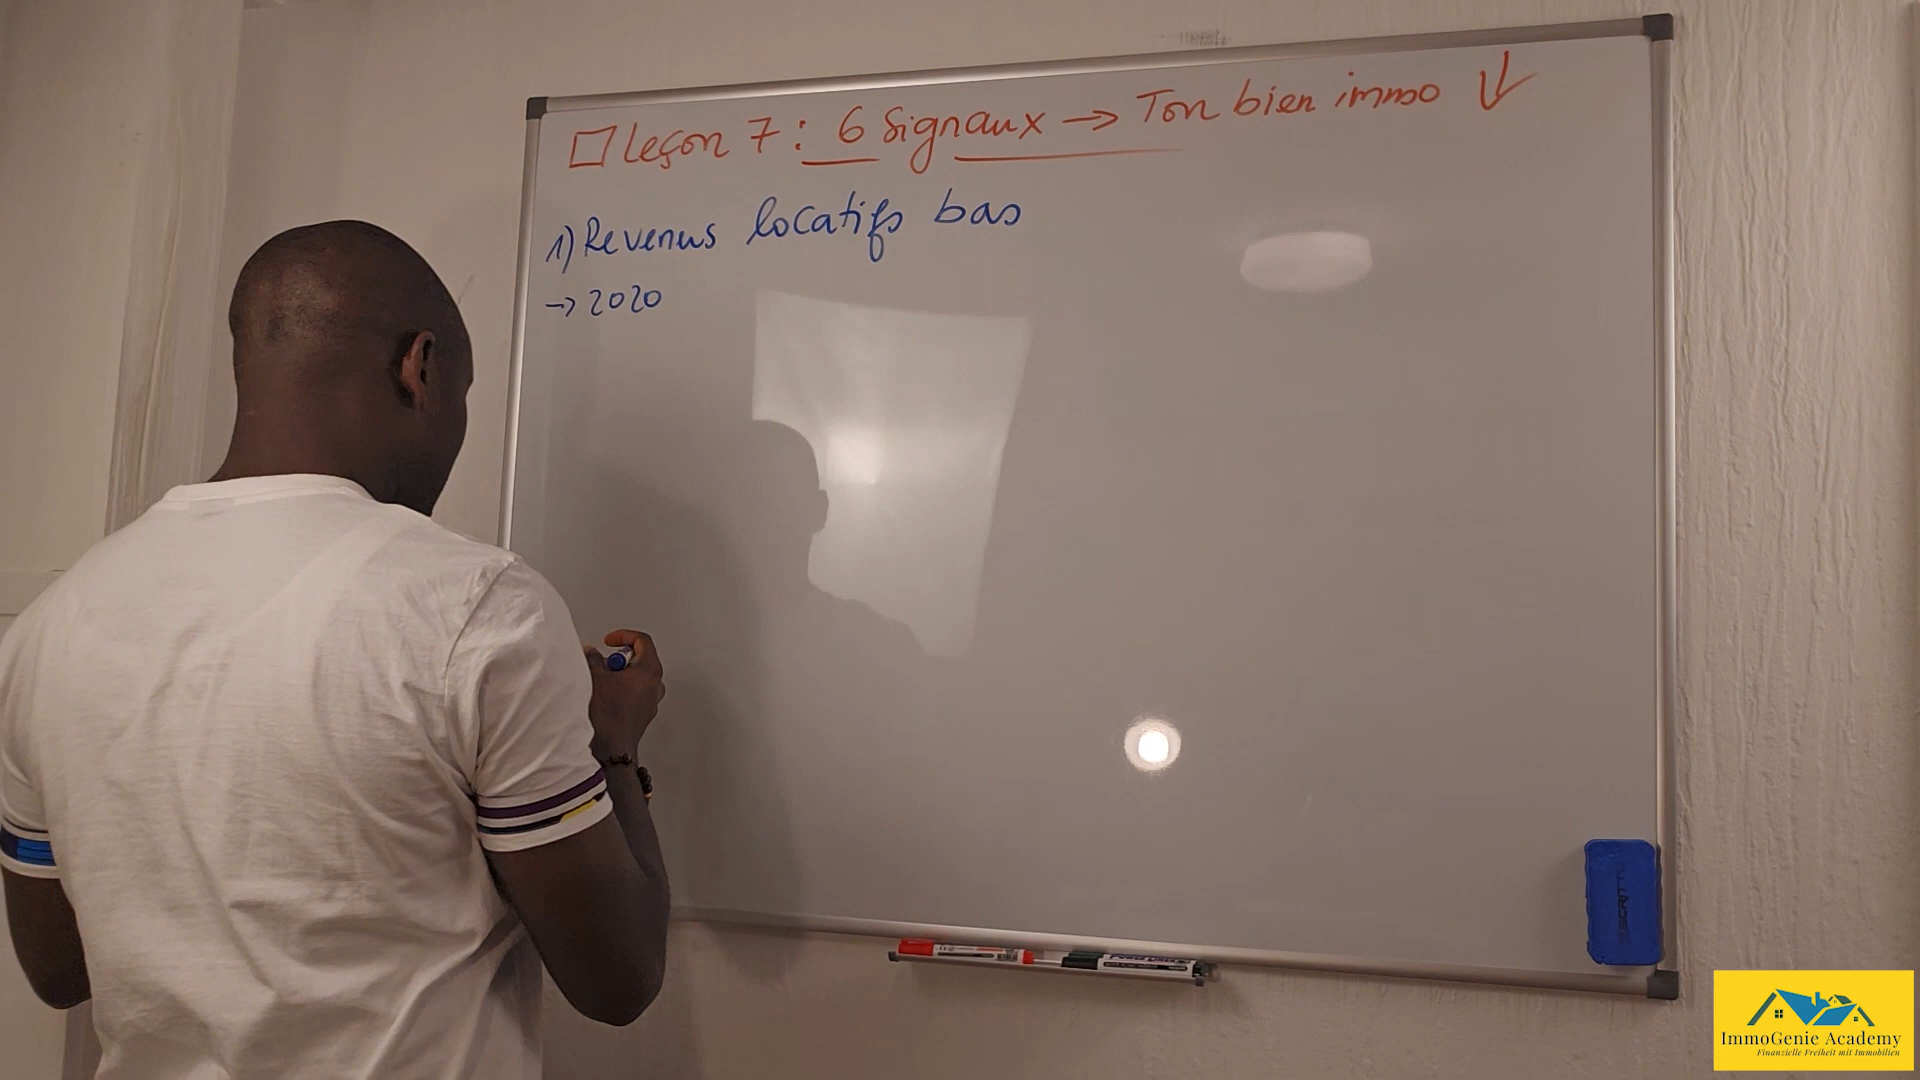 Leçon 7 : 6 Signaux → Ton bien immo ↓
1) Revenus locatifs bas
→ 2020
ImmoGenie Academy
Finanzielle Freiheit mit Immobilien